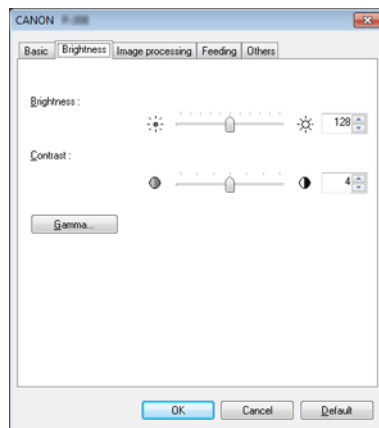 CANON
Basic Brightness Image processing Feeding Others
Brightness :
128
Contrast :
4
Gamma...
OK Cancel Default